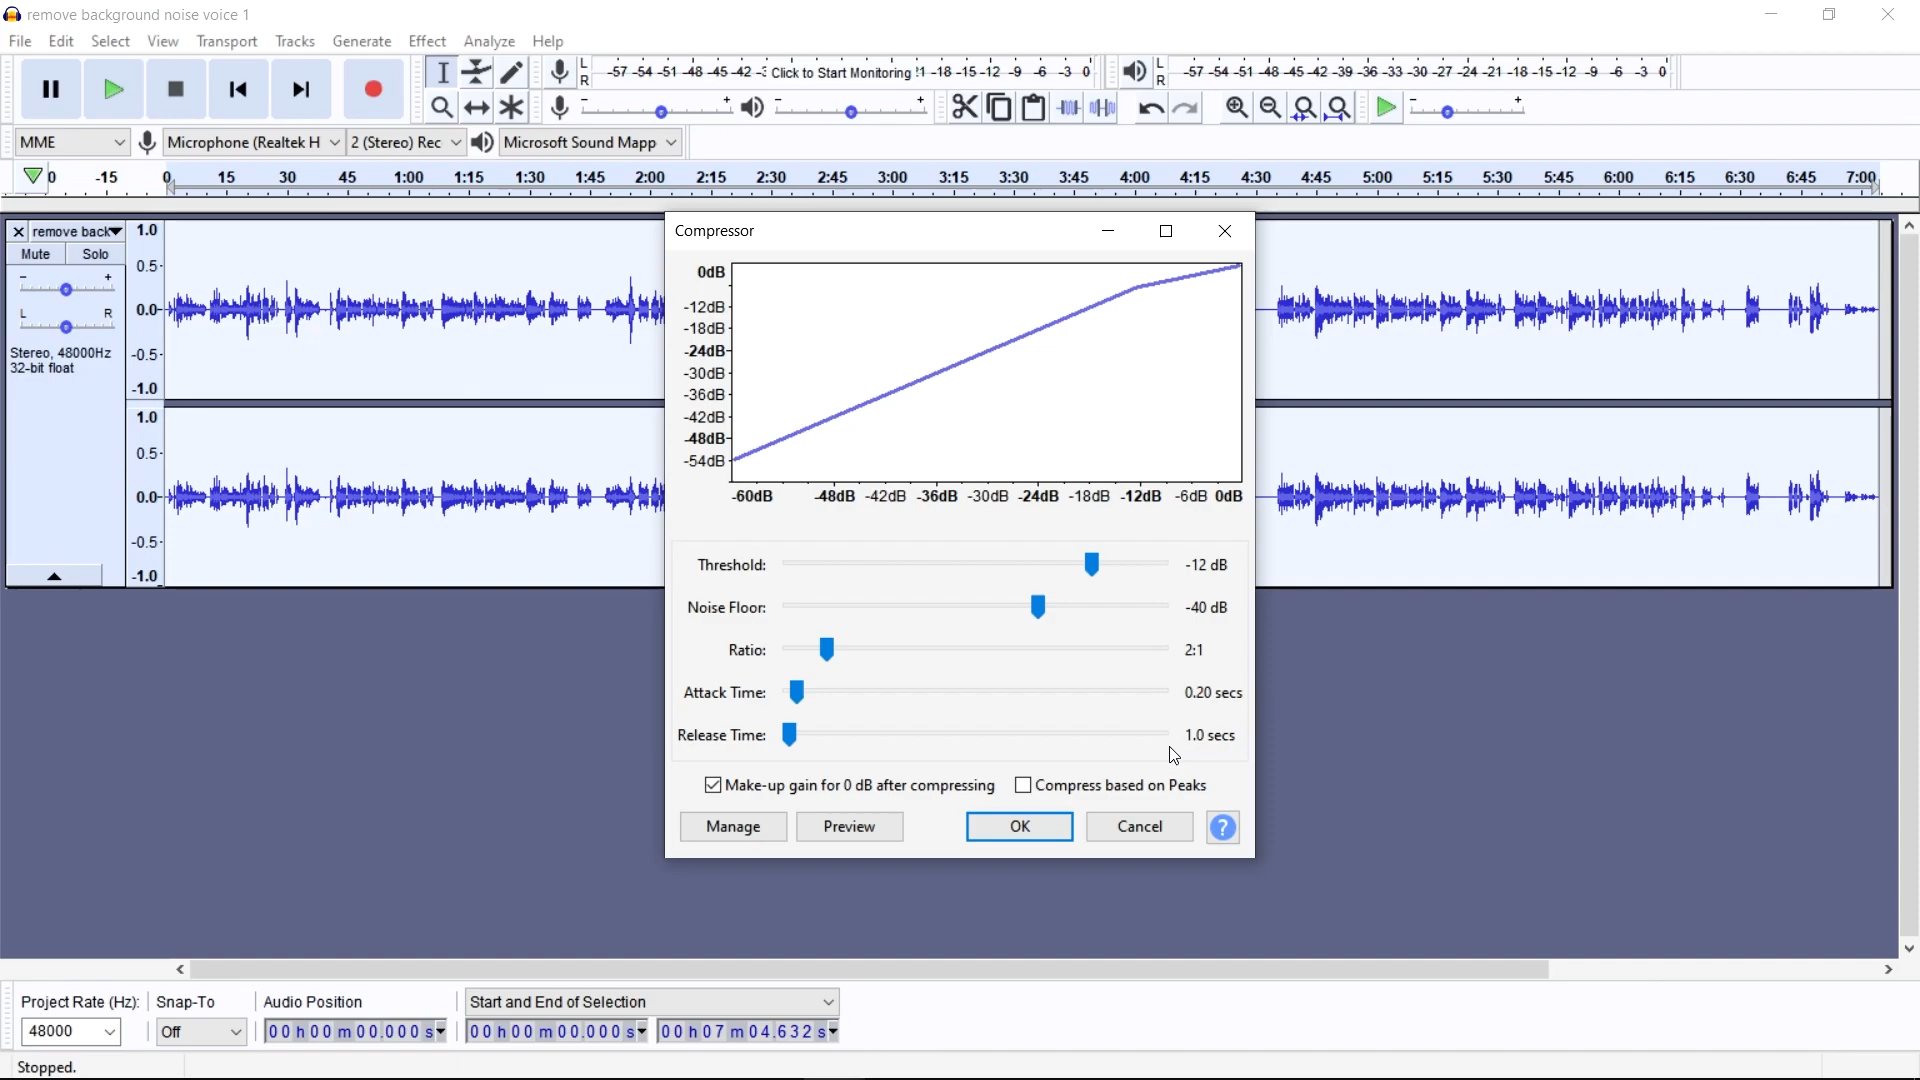 remove background noise voice 1
File Edit Select View Transport Tracks Generate Effect Analyze Help
L
R
-57 -54 -51 -48 -45 -42 -3 Click to Start Monitoring !1 -18 -15 -12 -9 -6 -3 0
L
R
-57 -54 -51 -48 -45 -42 -39 -36 -33 -30 -27 -24 -21 -18 -15 -12 -9 -6 -3 0
- + - + - +
MME Microphone (Realtek H 2 (Stereo) Rec Microsoft Sound Mapp
0 -15 0 15 30 45 1:00 1:15 1:30 1:45 2:00 2:15 2:30 2:45 3:00 3:15 3:30 3:45 4:00 4:15 4:30 4:45 5:00 5:15 5:30 5:45 6:00 6:15 6:30 6:45 7:00
remove back
Mute Solo
- +
L R
Stereo, 48000Hz
32-bit float
1.0
0.5
0.0
-0.5
-1.0
1.0
0.5
0.0
-0.5
-1.0
Compressor
0dB
-12dB
-18dB
-24dB
-30dB
-36dB
-42dB
-48dB
-54dB
-60dB -48dB -42dB -36dB -30dB -24dB -18dB -12dB -6dB 0dB
Threshold: -12 dB
Noise Floor: -40 dB
Ratio: 2:1
Attack Time: 0.20 secs
Release Time: 1.0 secs
Make-up gain for 0 dB after compressing Compress based on Peaks
Manage Preview OK Cancel ?
Project Rate (Hz): Snap-To Audio Position Start and End of Selection
48000 Off 00 h 00 m 00.000 s 00 h 00 m 00.000 s 00 h 07 m 04.632 s
Stopped.